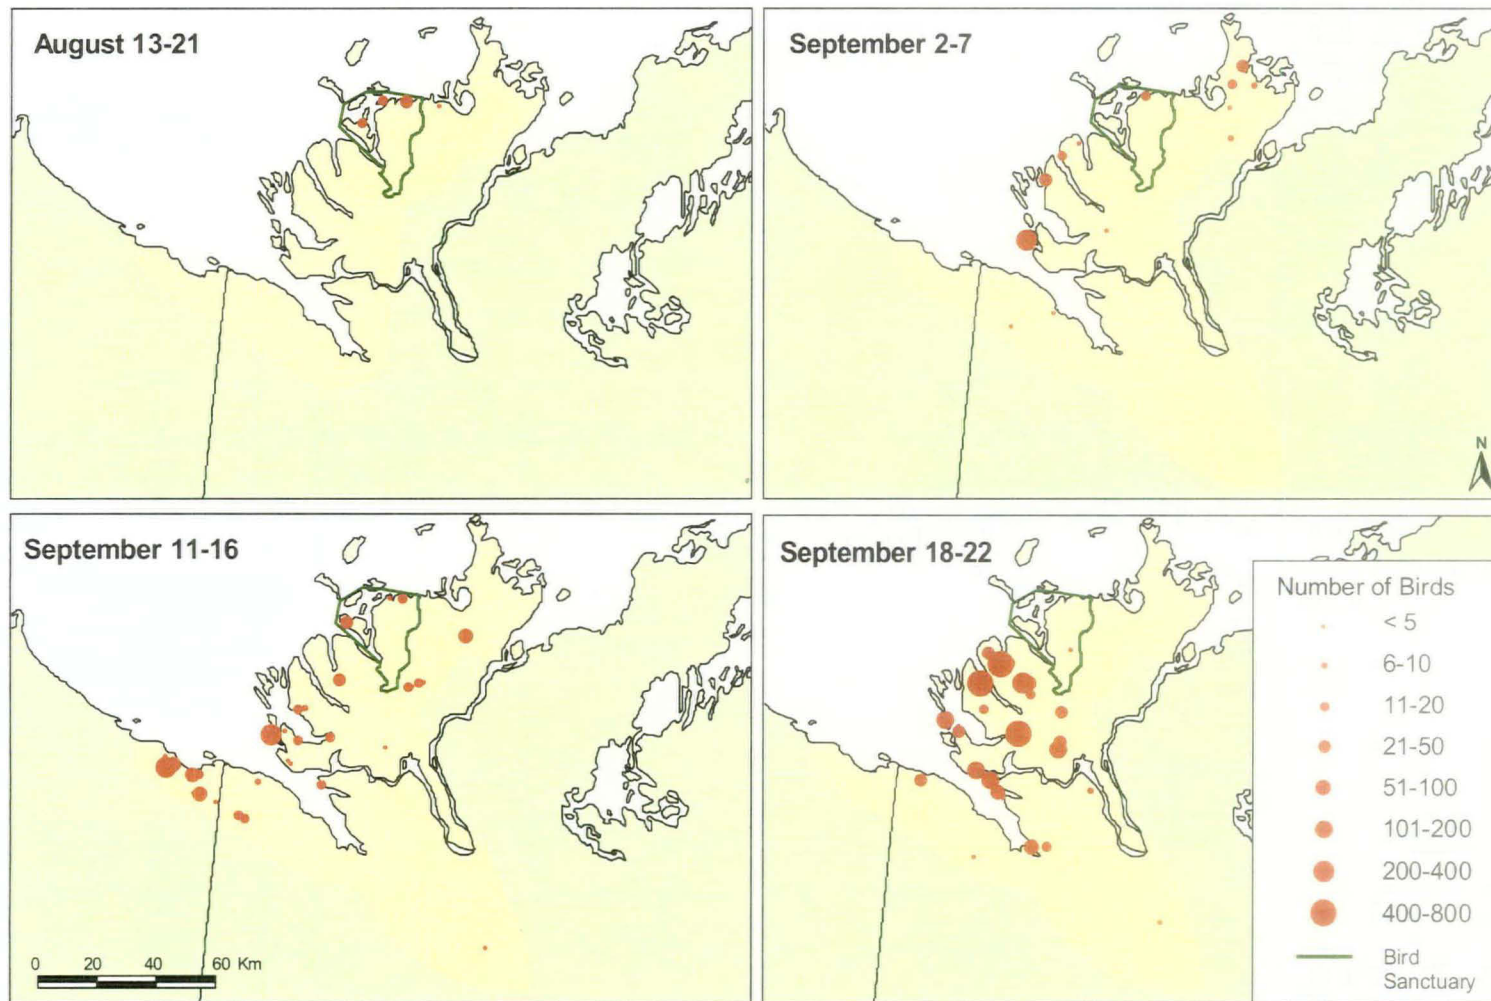 August 13-21
September 2-7
N
September 11-16
0 20 40 60 Km
September 18-22
Number of Birds
< 5
6-10
11-20
21-50
51-100
101-200
200-400
400-800
Bird
Sanctuary